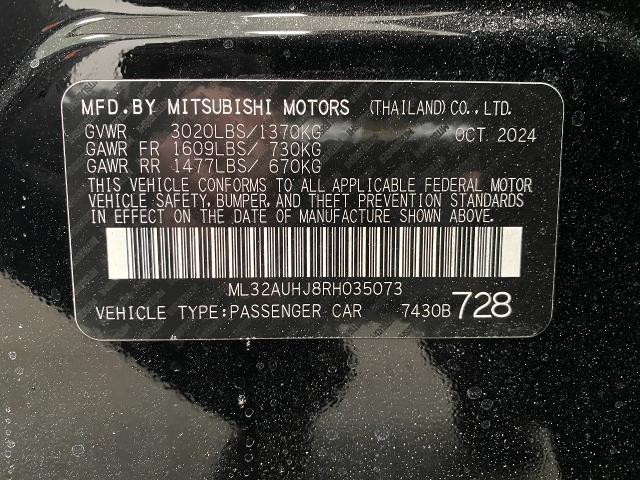 MFD.BY MITSUBISHI MOTORS (THAILAND) CO., LTD.
GVWR 3020LBS/1370KG OCT 2024
GAWR FR 1609LBS/ 730KG
GAWR RR 1477LBS/ 670KG
THIS VEHICLE CONFORMS TO ALL APPLICABLE FEDERAL MOTOR
VEHICLE SAFETY, BUMPER, AND THEFT PREVENTION STANDARDS
IN EFFECT ON THE DATE OF MANUFACTURE SHOWN ABOVE.
ML32AUHJ8RH035073
VEHICLE TYPE:PASSENGER CAR 7430B 728